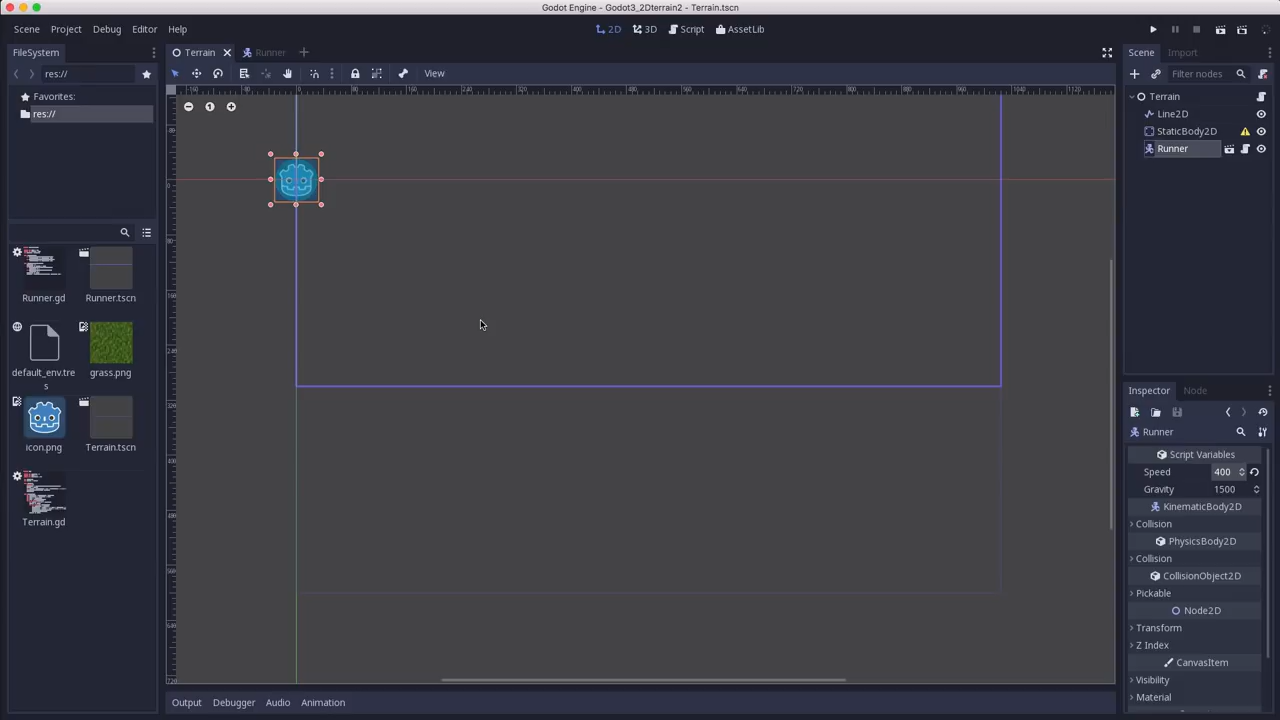 Godot Engine - Godot3_2Dterrain2 - Terrain.tscn
Scene Project Debug Editor Help
2D 3D Script AssetLib
FileSystem
res://
Favorites:
res://
Runner.gd
Runner.tscn
default_env.tre
s
grass.png
icon.png
Terrain.tscn
Terrain.gd
Terrain
Runner
View
Output Debugger Audio Animation
Scene Import
Filter nodes
Terrain
Line2D
StaticBody2D
Runner
Inspector Node
Runner
Script Variables
Speed 400
Gravity 1500
KinematicBody2D
Collision
PhysicsBody2D
Collision
CollisionObject2D
Pickable
Node2D
Transform
Z Index
CanvasItem
Visibility
Material